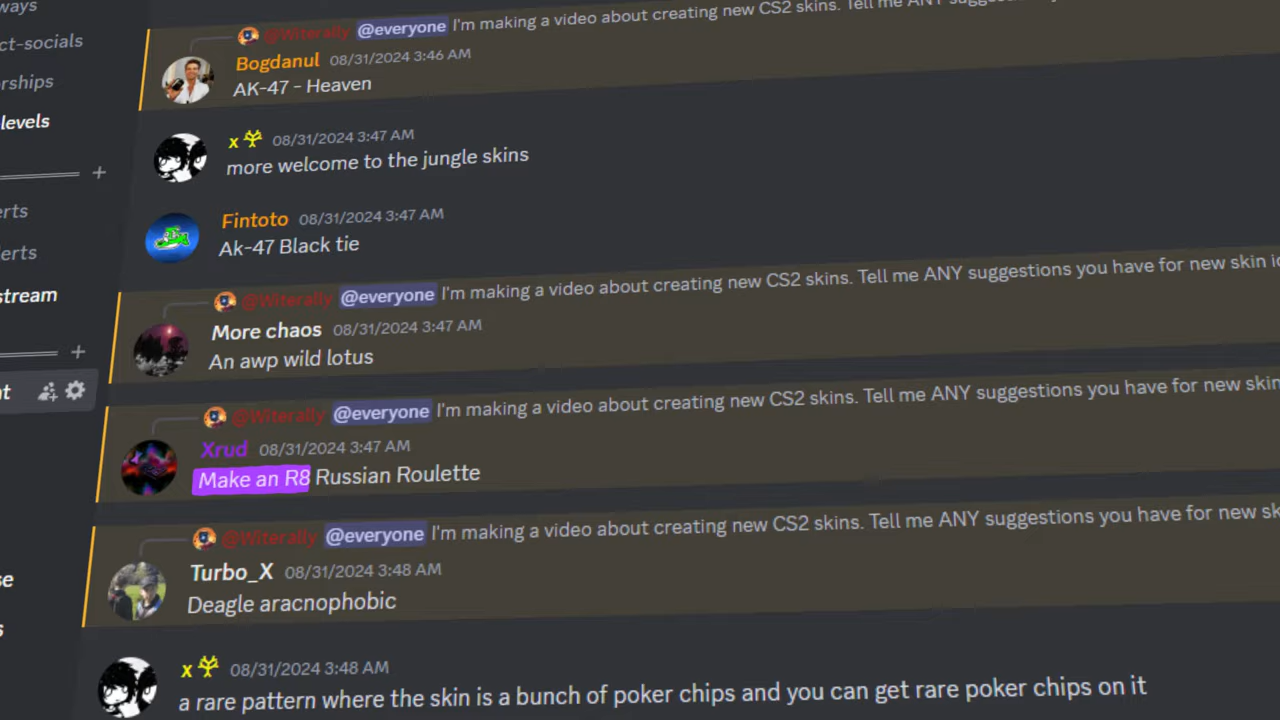 ways
@Witerally @everyone I'm making a video about creating new CS2 skins. Tell me ANY
ct-socials
Bogdanul 08/31/2024 3:46 AM
rships
AK-47 - Heaven
levels
x 08/31/2024 3:47 AM
more welcome to the jungle skins
erts
Fintoto 08/31/2024 3:47 AM
lerts
Ak-47 Black tie
stream
@Witerally @everyone I'm making a video about creating new CS2 skins. Tell me ANY suggestions you have for new skin i
More chaos 08/31/2024 3:47 AM
An awp wild lotus
t
@Witerally @everyone I'm making a video about creating new CS2 skins. Tell me ANY suggestions you have for new skin
Xrud 08/31/2024 3:47 AM
Make an R8 Russian Roulette
@Witerally @everyone I'm making a video about creating new CS2 skins. Tell me ANY suggestions you have for new sk
Turbo_X 08/31/2024 3:48 AM
se
Deagle aracnophobic
s
x 08/31/2024 3:48 AM
a rare pattern where the skin is a bunch of poker chips and you can get rare poker chips on it